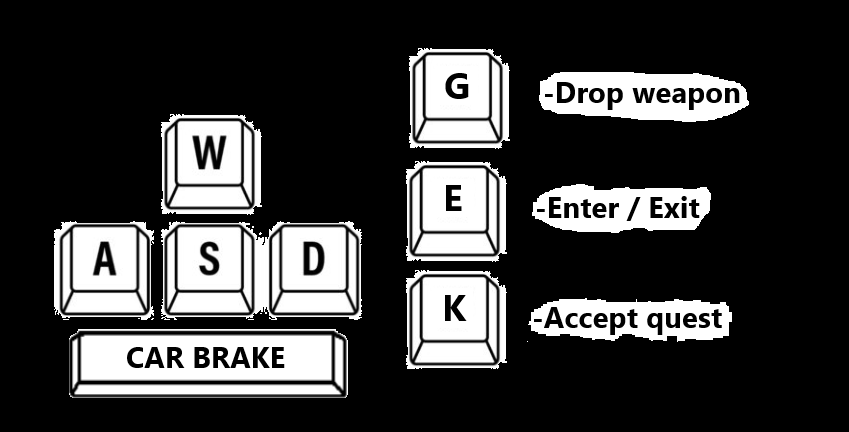 W
A S D
CAR BRAKE
G -Drop weapon
E -Enter / Exit
K -Accept quest